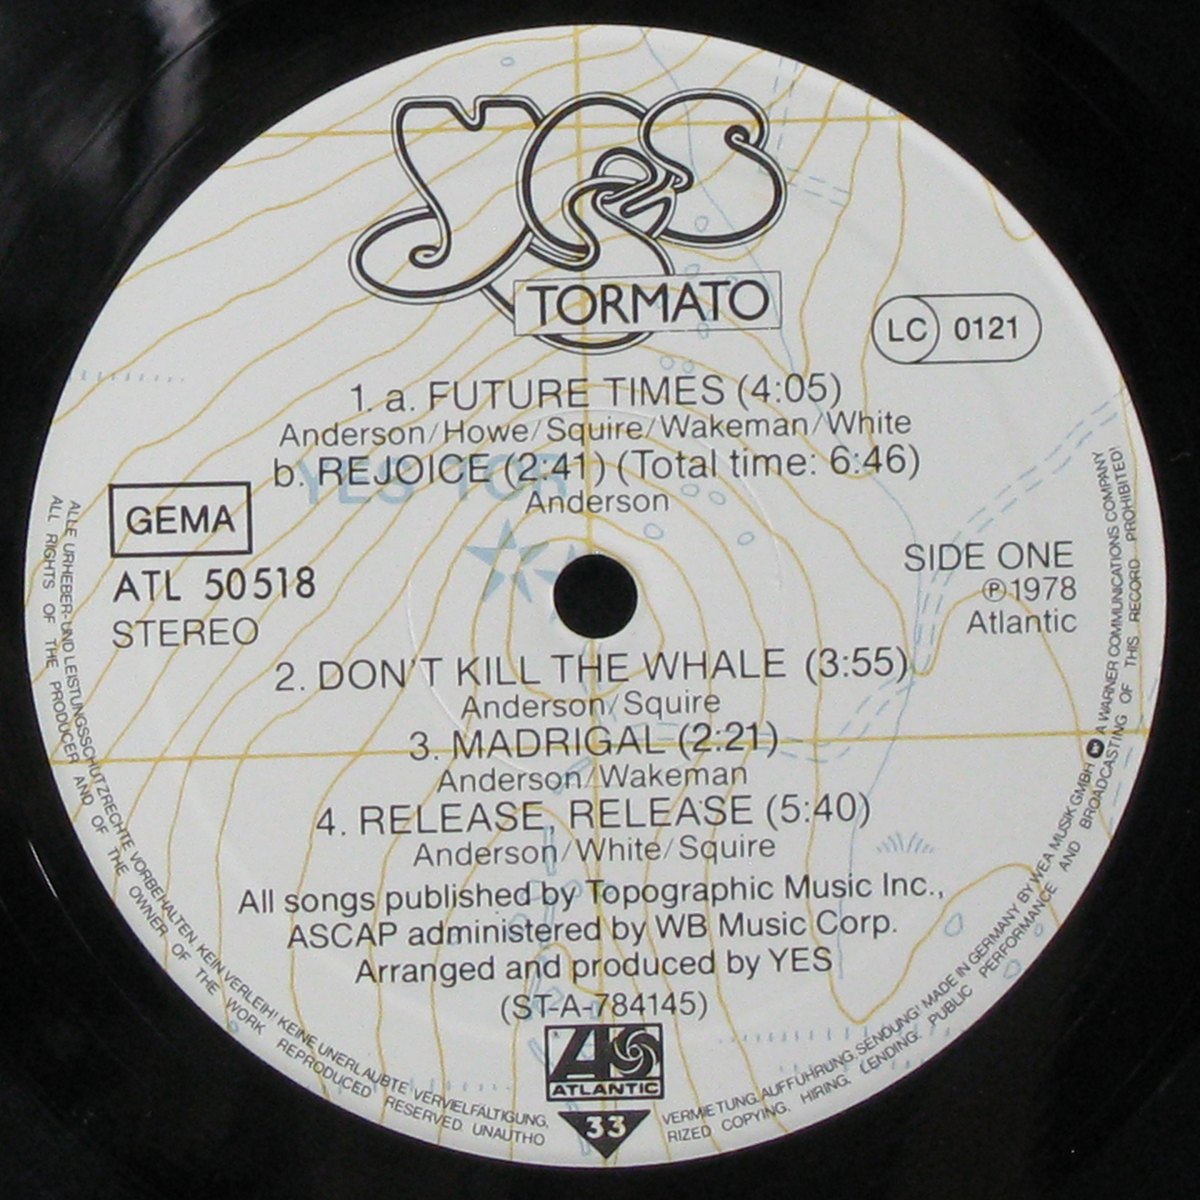 YES
TORMATO
LC 0121
1. a. FUTURE TIMES (4:05)
Anderson/Howe/Squire/Wakeman/White
b. REJOICE (2:41) (Total time: 6:46)
Anderson
YES TOR
GEMA
ATL 50 518
STEREO
SIDE ONE
℗ 1978
Atlantic
2. DON'T KILL THE WHALE (3:55)
Anderson/Squire
3. MADRIGAL (2:21)
Anderson/Wakeman
4. RELEASE, RELEASE (5:40)
Anderson/White/Squire
All songs published by Topographic Music Inc.,
ASCAP administered by WB Music Corp.
Arranged and produced by YES
(ST-A-784145)
ATLANTIC
33
ALLE URHEBER- UND LEISTUNGSSCHUTZRECHTE VORBEHALTEN. KEIN VERLEIH! KEINE UNERLAUBTE VERVIELFÄLTIGUNG, VERMIETUNG, AUFFÜHRUNG, SENDUNG! MADE IN GERMANY BY WEA MUSIK GMBH W A WARNER COMMUNICATIONS COMPANY
ALL RIGHTS OF THE PRODUCER AND OF THE OWNER OF THE WORK REPRODUCED RESERVED. UNAUTHORIZED COPYING, HIRING, LENDING, PUBLIC PERFORMANCE AND BROADCASTING OF THIS RECORD PROHIBITED!